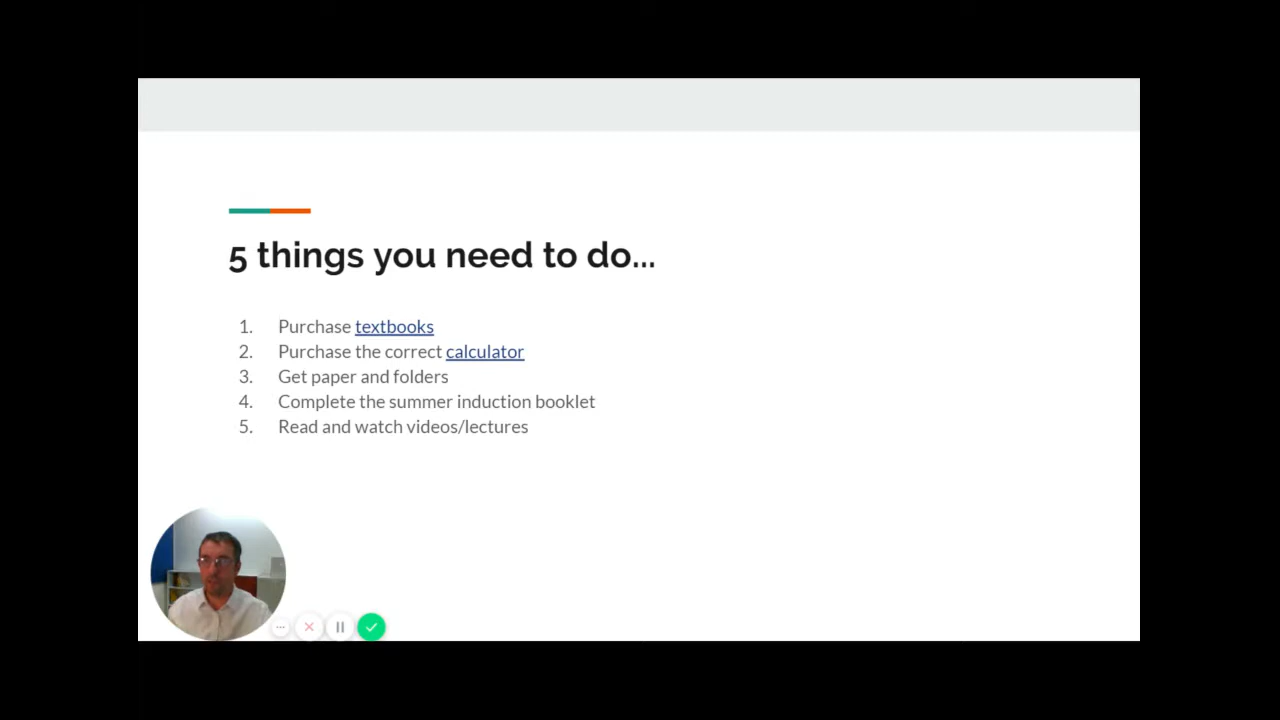 5 things you need to do...
1. Purchase textbooks
2. Purchase the correct calculator
3. Get paper and folders
4. Complete the summer induction booklet
5. Read and watch videos/lectures